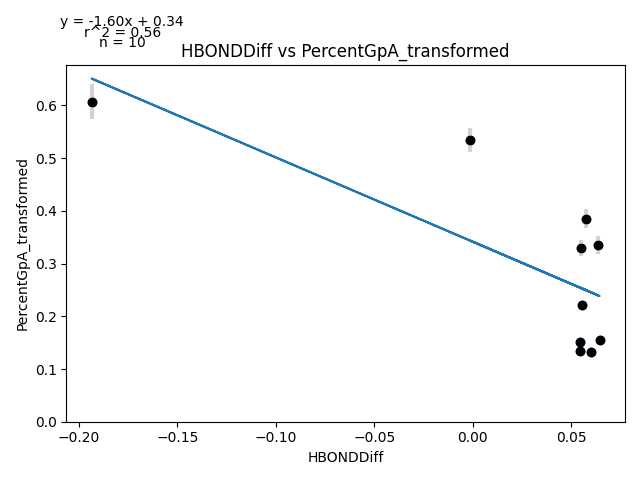 y = -1.60x + 0.34
r^2 = 0.56
n = 10
HBONDDiff vs PercentGpA_transformed
PercentGpA_transformed
0.6
0.5
0.4
0.3
0.2
0.1
0.0
-0.20
-0.15
-0.10
-0.05
0.00
0.05
HBONDDiff